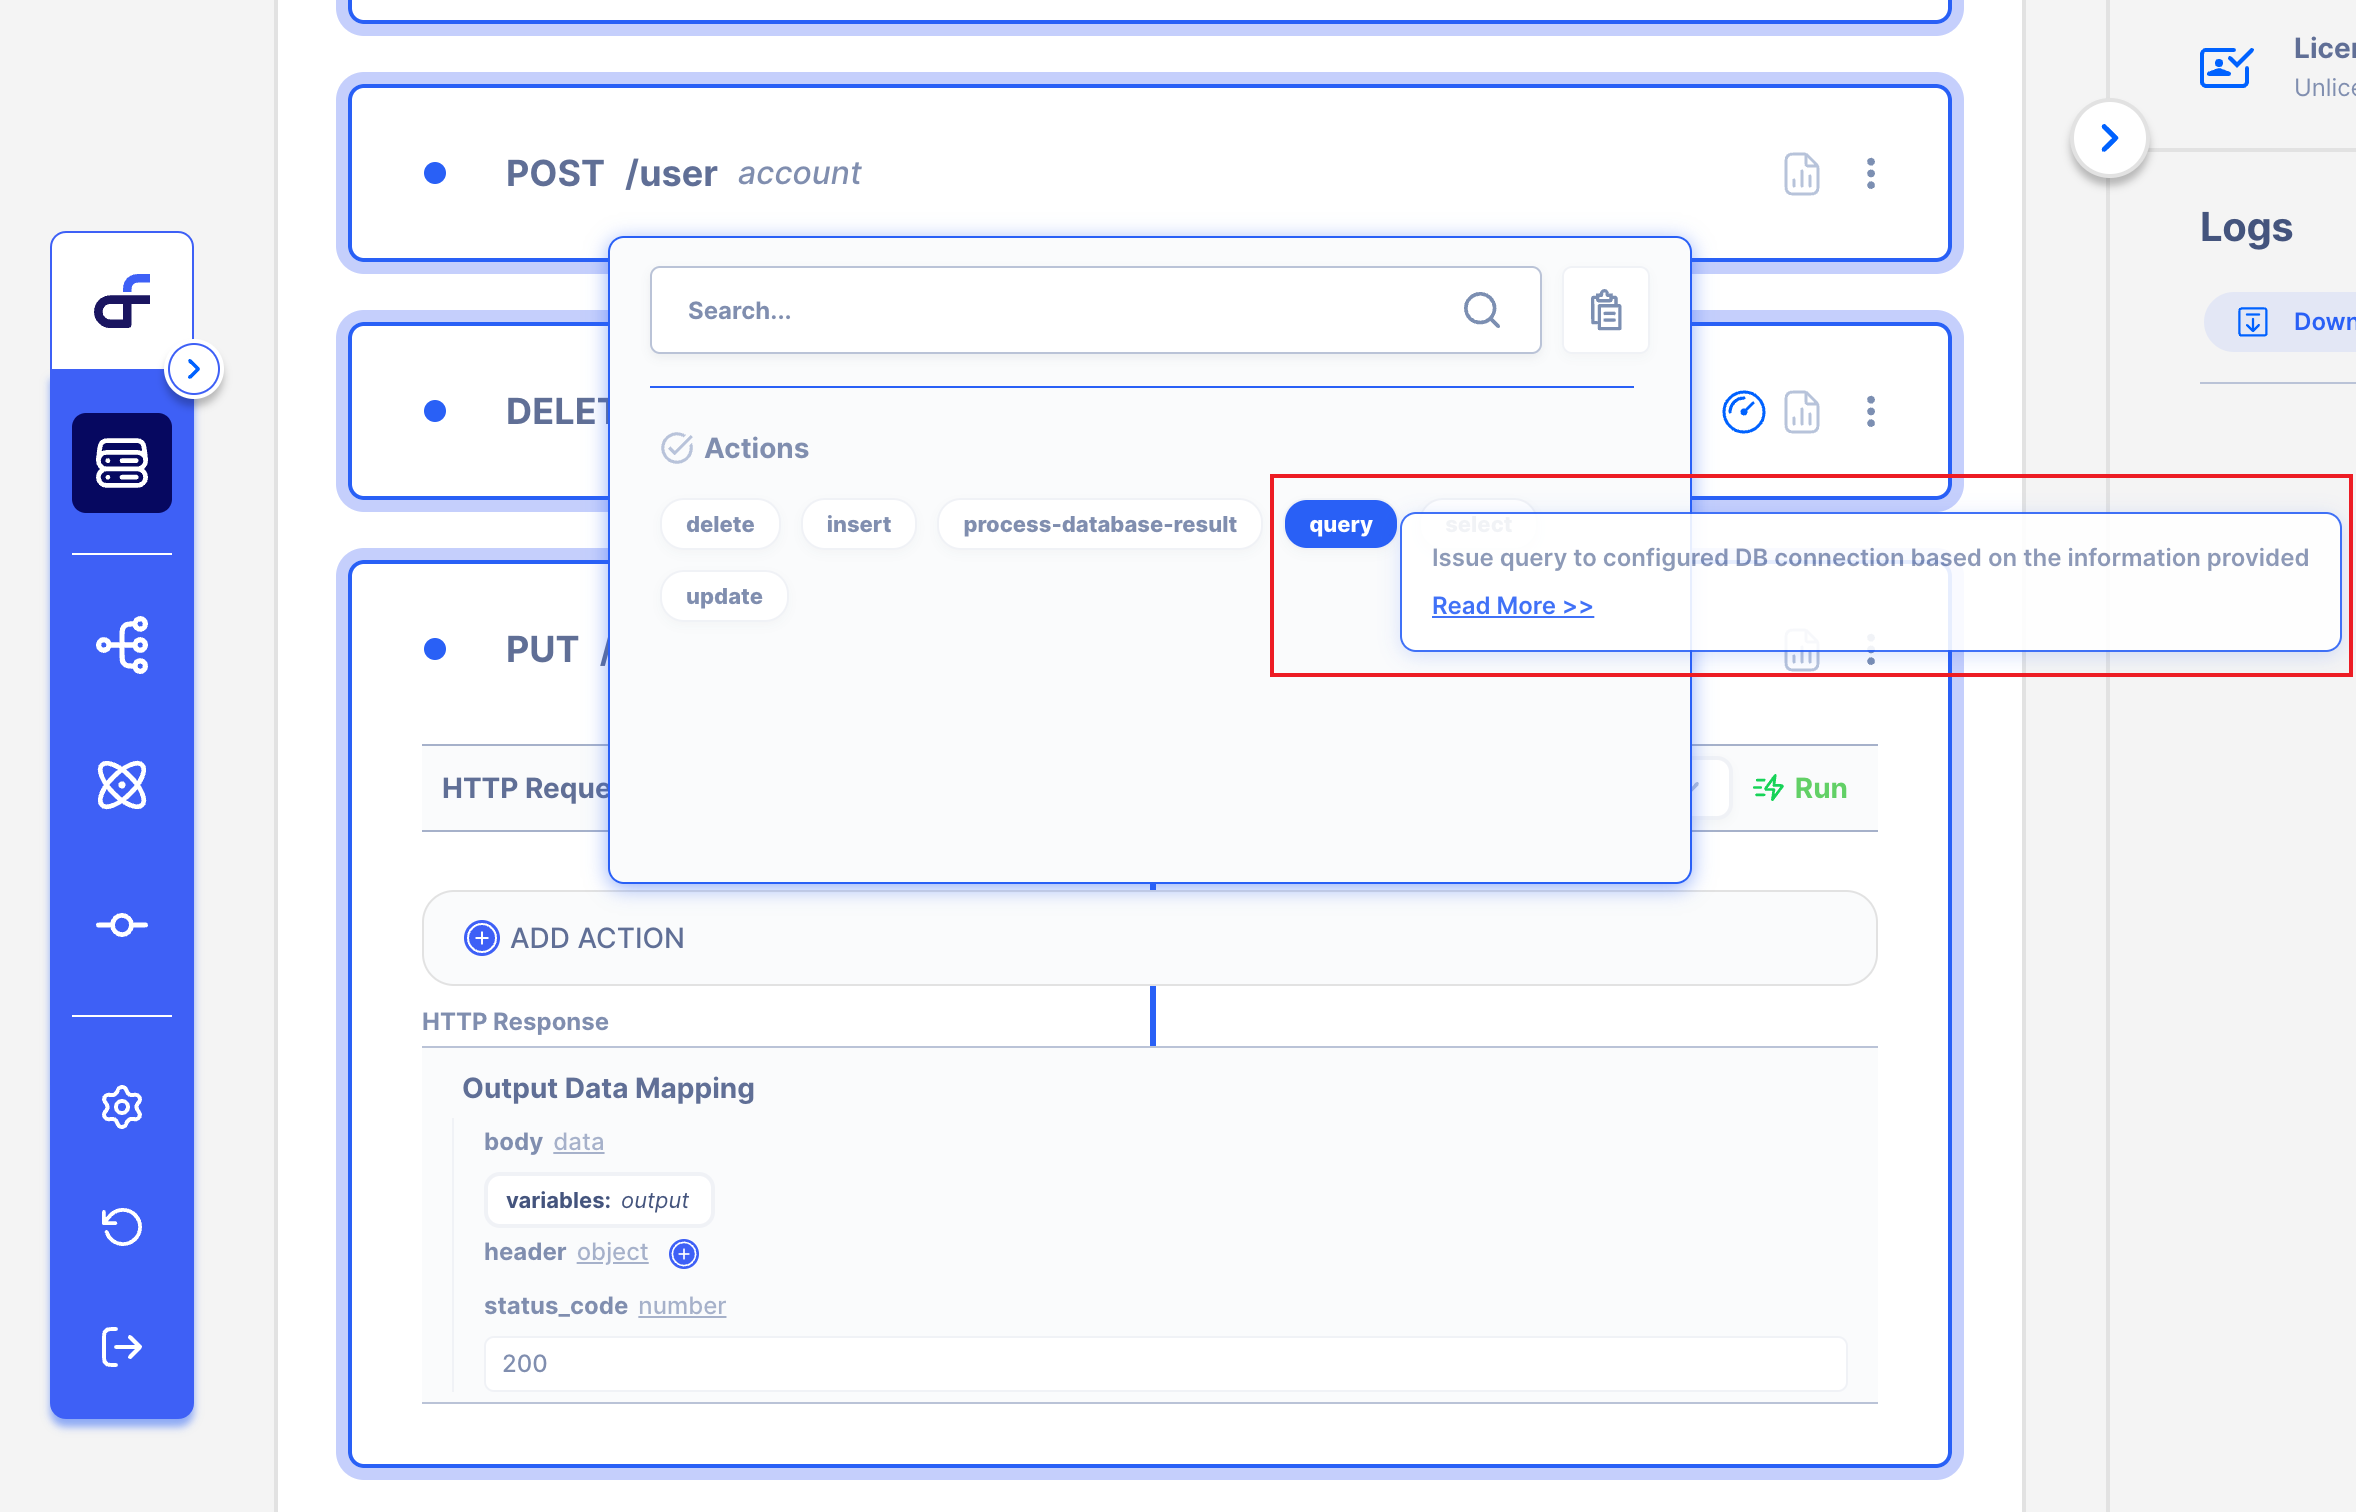 Licen
Unlice
POST /user account
Logs
Search...
Down
DELET
Actions
delete insert process-database-result query select
Issue query to configured DB connection based on the information provided
update
Read More >>
PUT /
HTTP Reque
Run
ADD ACTION
HTTP Response
Output Data Mapping
body data
variables: output
header object
status_code number
200